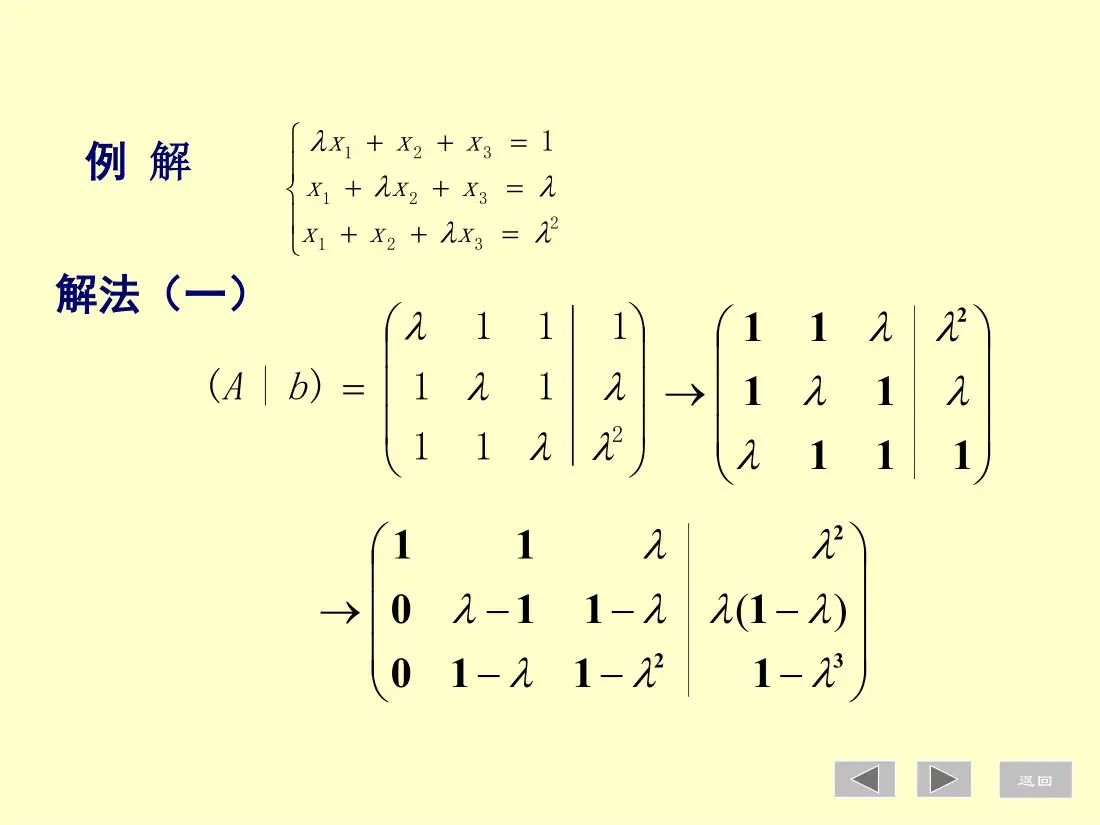 例 解
λx₁ + x₂ + x₃ = 1
x₁ + λx₂ + x₃ = λ
x₁ + x₂ + λx₃ = λ²
解法（一）
(A | b) = ( λ 1 1 | 1
1 λ 1 | λ
1 1 λ | λ² )
→ ( 1 1 λ | λ²
1 λ 1 | λ
λ 1 1 | 1 )
→ ( 1 1 λ | λ²
0 λ−1 1−λ | λ(1−λ)
0 1−λ 1−λ² | 1−λ³ )
返回